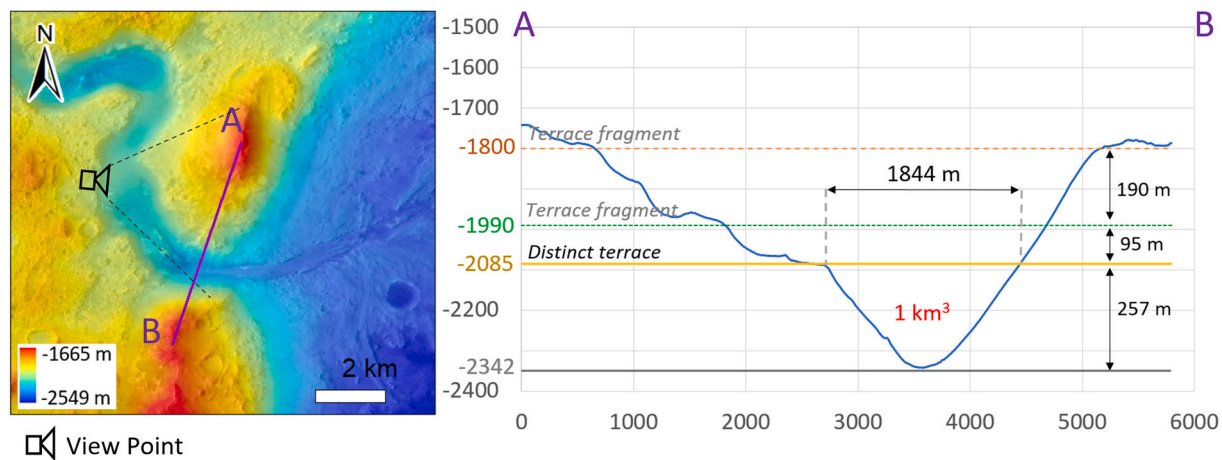 N
A
B
-1665 m
-2549 m
2 km
View Point
A
B
-1500
-1600
-1700
-1800
-1990
-2085
-2200
-2342
-2400
Terrace fragment
Terrace fragment
Distinct terrace
1844 m
190 m
95 m
257 m
1 km³
0
1000
2000
3000
4000
5000
6000